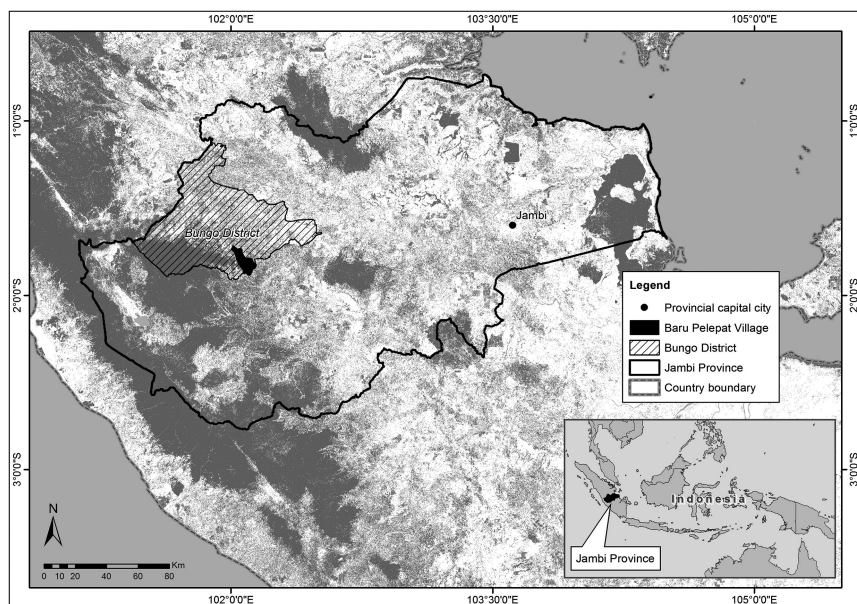 102°0'0"E
103°30'0"E
105°0'0"E
1°0'0"S
1°0'0"S
Jambi
Bungo District
2°0'0"S
2°0'0"S
Legend
Provincial capital city
Baru Pelepat Village
Bungo District
Jambi Province
Country boundary
3°0'0"S
3°0'0"S
Indonesia
Jambi Province
N
Km
0 10 20 40 60 80
102°0'0"E
103°30'0"E
105°0'0"E